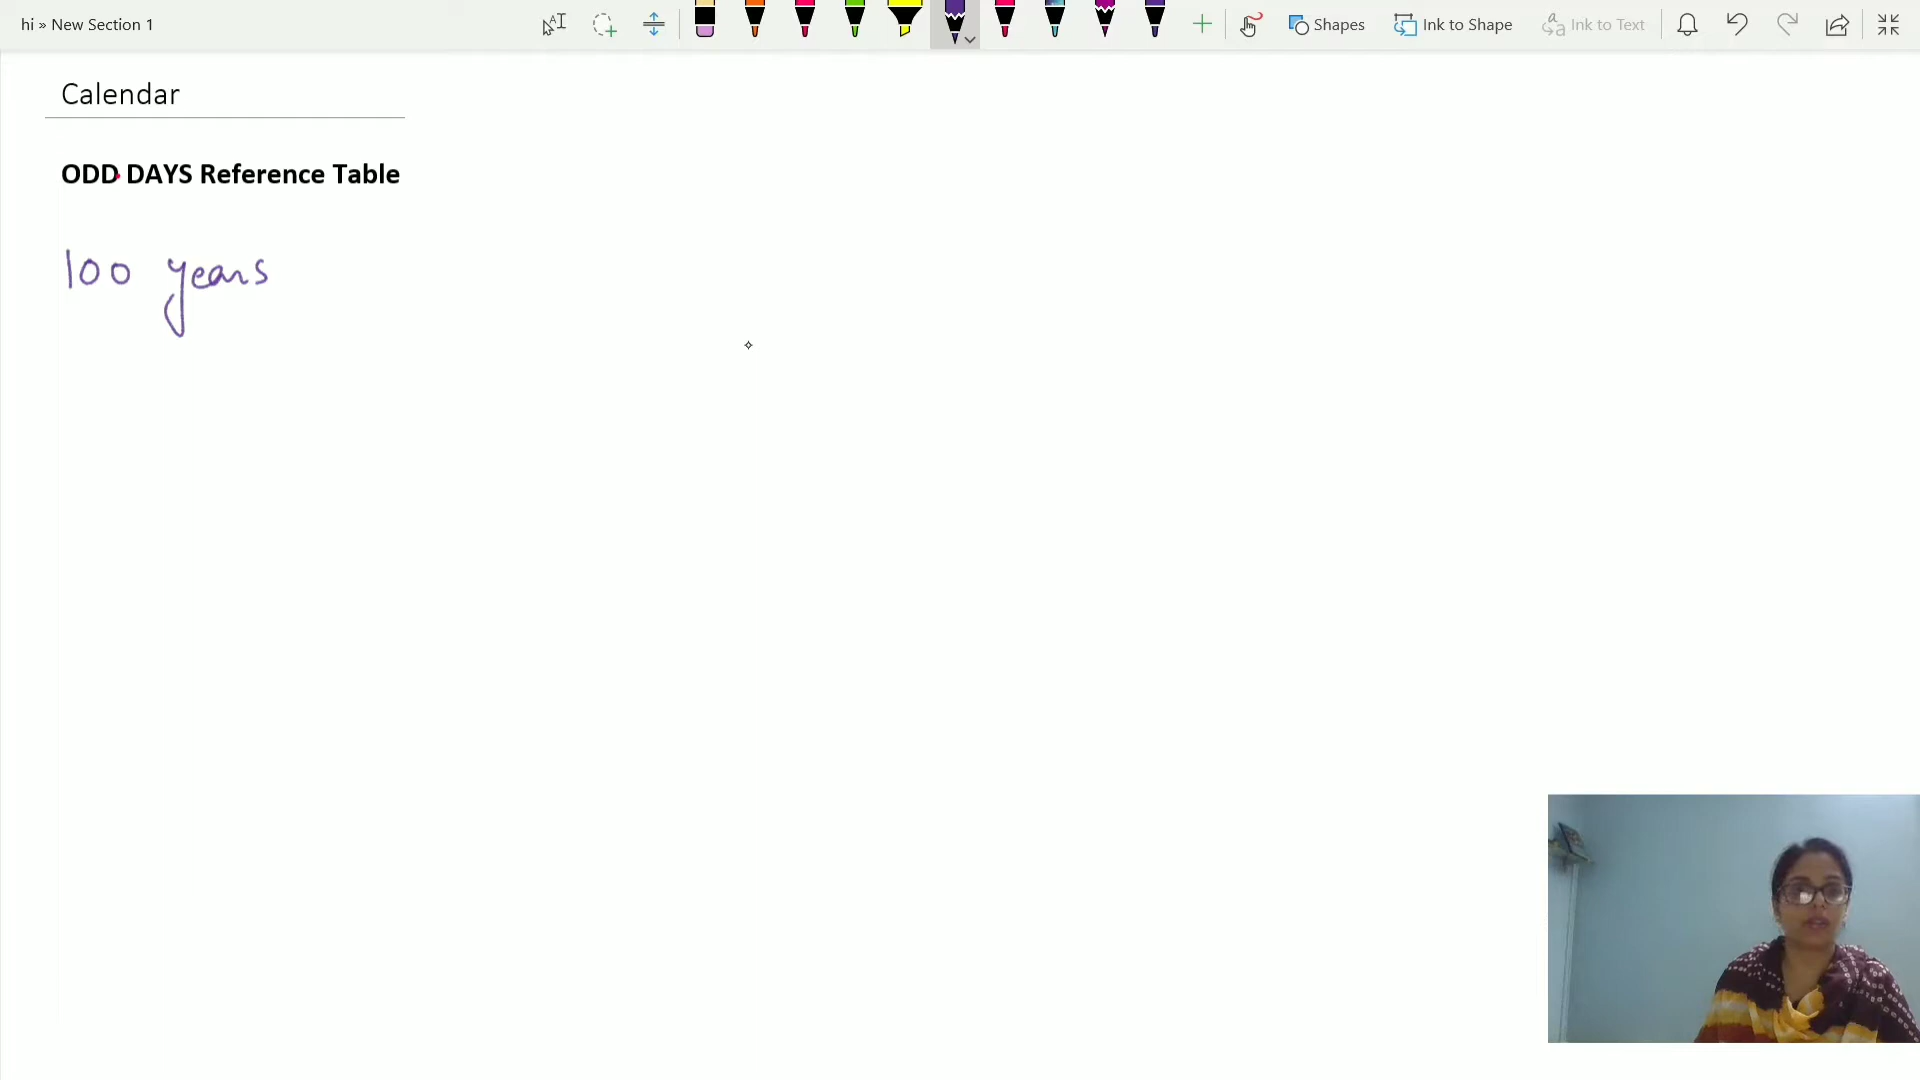 hi » New Section 1
Shapes
Ink to Shape
Ink to Text
Calendar
ODD DAYS Reference Table
100 years